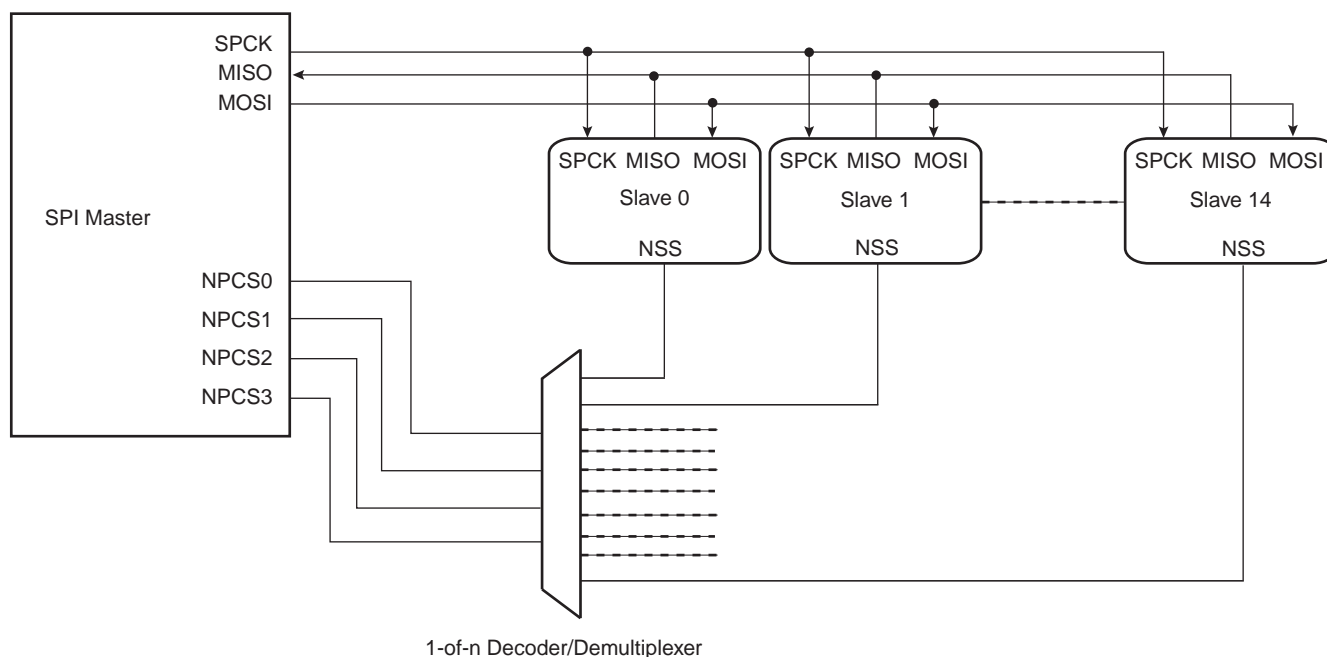 SPCK
MISO
MOSI
SPI Master
NPCS0
NPCS1
NPCS2
NPCS3
SPCK MISO MOSI
Slave 0
NSS
SPCK MISO MOSI
Slave 1
NSS
SPCK MISO MOSI
Slave 14
NSS
1-of-n Decoder/Demultiplexer